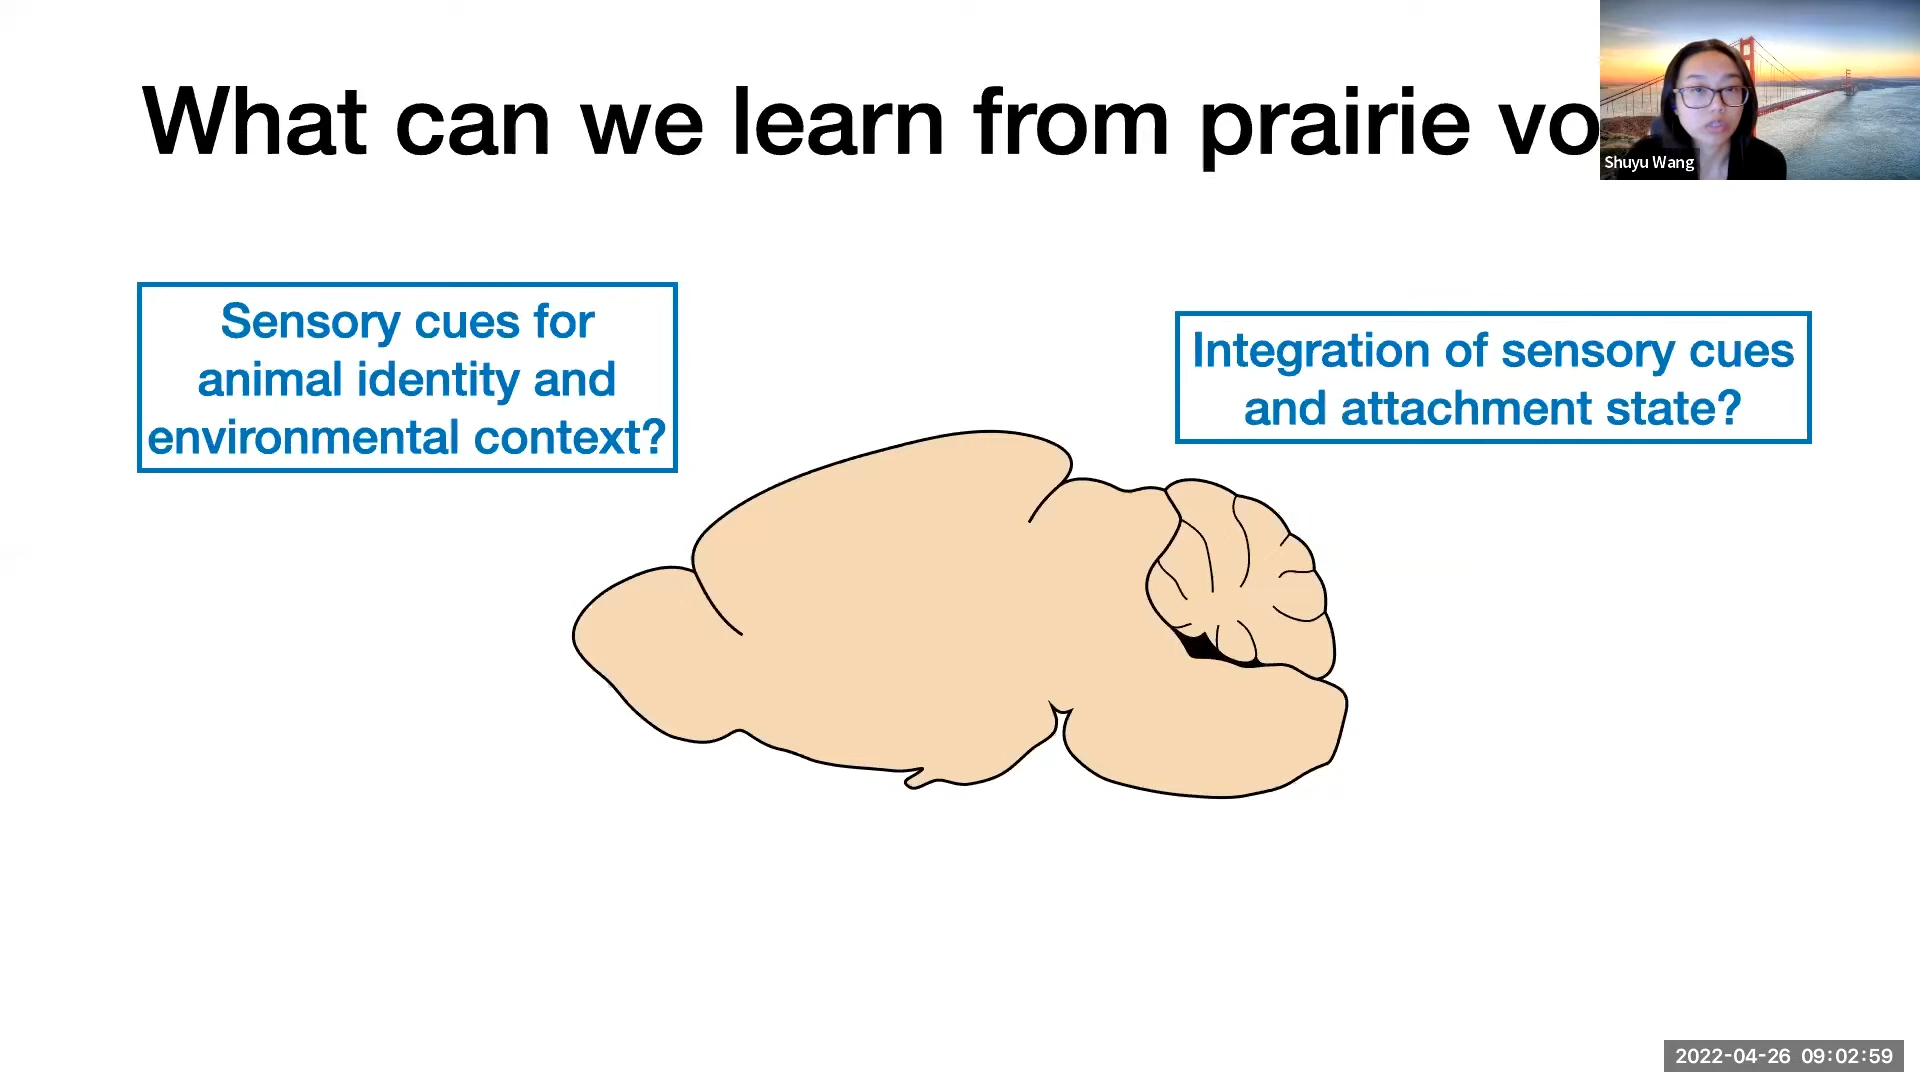 What can we learn from prairie vo
Shuyu Wang
Sensory cues for
animal identity and
environmental context?
Integration of sensory cues
and attachment state?
2022-04-26 09:02:59